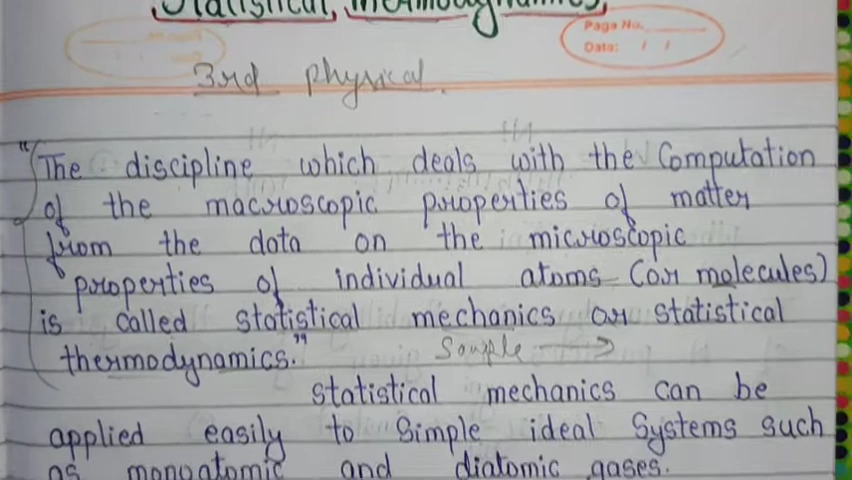 Statistical Thermodynamics
Page No.
Date: / /
3rd physical.
"The discipline which deals with the Computation
of the macroscopic properties of matter
from the data on the microscopic
properties of individual atoms (or molecules)
is called statistical mechanics or statistical
thermodynamics."
Sample →
statistical mechanics can be
applied easily to simple ideal Systems such
as monoatomic and diatomic gases.